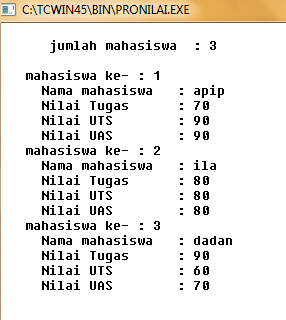 C:\TCWIN45\BIN\PRONILAI.EXE
jumlah mahasiswa : 3
mahasiswa ke- : 1
Nama mahasiswa : apip
Nilai Tugas : 70
Nilai UTS : 90
Nilai UAS : 90
mahasiswa ke- : 2
Nama mahasiswa : ila
Nilai Tugas : 80
Nilai UTS : 80
Nilai UAS : 80
mahasiswa ke- : 3
Nama mahasiswa : dadan
Nilai Tugas : 90
Nilai UTS : 60
Nilai UAS : 70